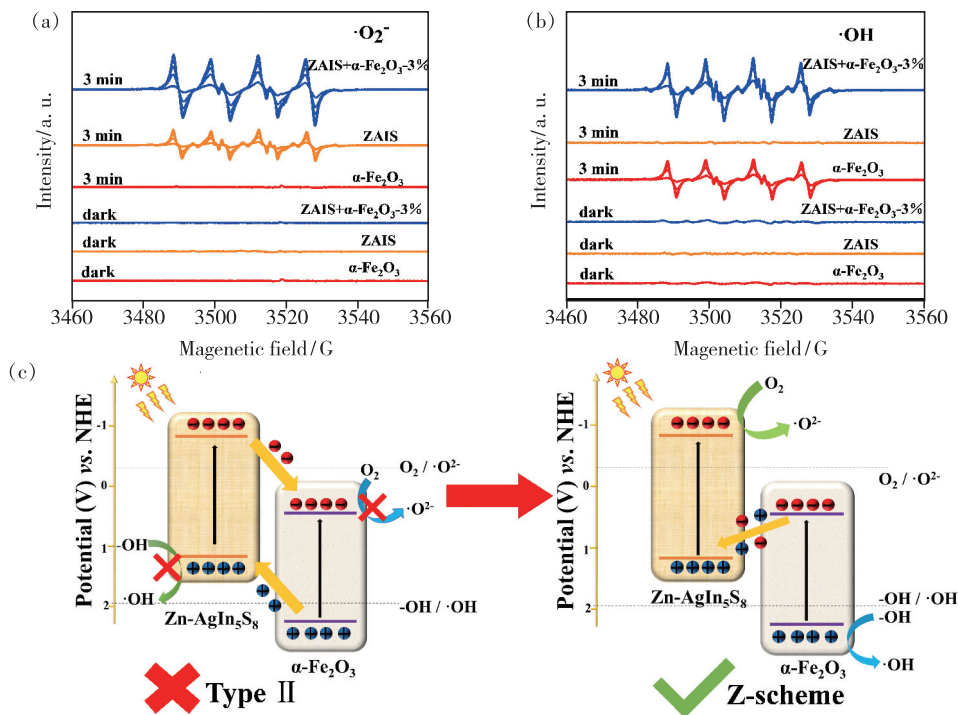 (a)
·O₂⁻
ZAIS+α-Fe₂O₃-3%
3 min
3 min
ZAIS
3 min
α-Fe₂O₃
dark
ZAIS+α-Fe₂O₃-3%
dark
ZAIS
dark
α-Fe₂O₃
Intensity/a. u.
3460 3480 3500 3520 3540 3560
Magenetic field/G
(b)
·OH
ZAIS+α-Fe₂O₃-3%
3 min
3 min
ZAIS
3 min
α-Fe₂O₃
ZAIS+α-Fe₂O₃-3%
dark
dark
ZAIS
dark
α-Fe₂O₃
Intensity/a. u.
3460 3480 3500 3520 3540 3560
Magenetic field/G
(c)
Potential (V) vs. NHE
-1
0
1
2
O₂ / ·O²⁻
O₂
·O²⁻
-OH
·OH
Zn-AgIn₅S₈
-OH / ·OH
α-Fe₂O₃
Type II
Potential (V) vs. NHE
-1
0
1
2
O₂
·O²⁻
O₂ / ·O²⁻
Zn-AgIn₅S₈
-OH / ·OH
-OH
·OH
α-Fe₂O₃
Z-scheme